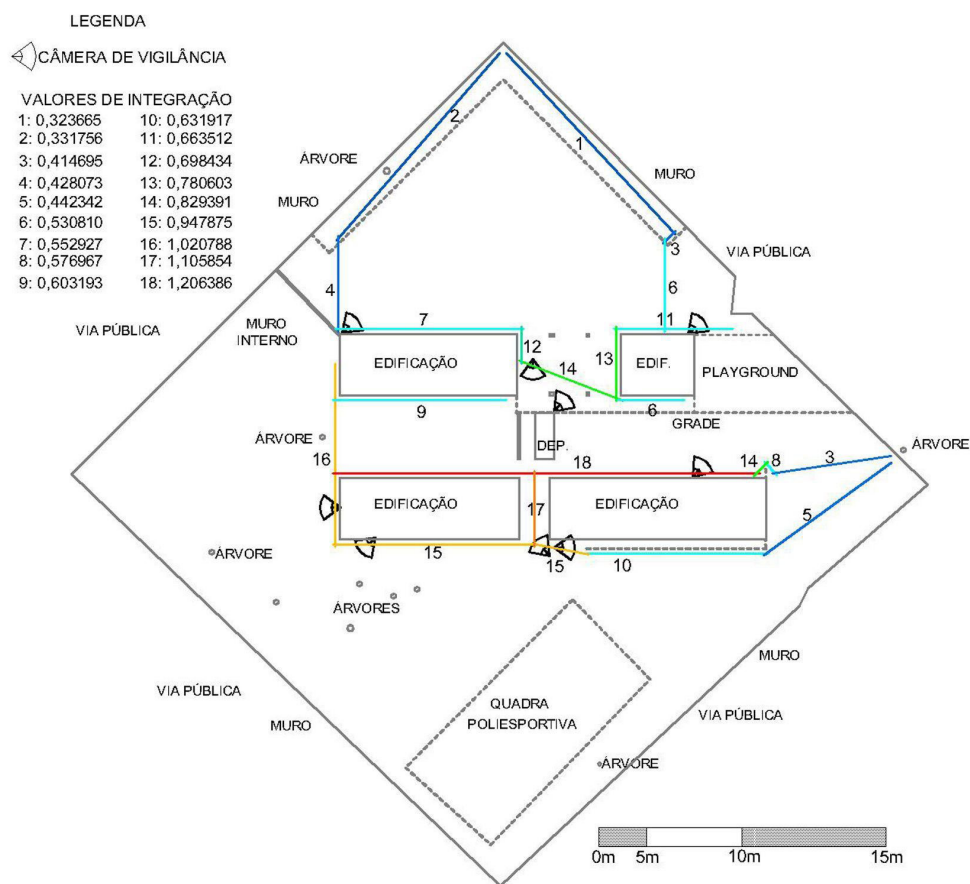 LEGENDA
CÂMERA DE VIGILÂNCIA
VALORES DE INTEGRAÇÃO
1: 0,323665 10: 0,631917
2: 0,331756 11: 0,663512
3: 0,414695 12: 0,698434
4: 0,428073 13: 0,780603
5: 0,442342 14: 0,829391
6: 0,530810 15: 0,947875
7: 0,552927 16: 1,020788
8: 0,576967 17: 1,105854
9: 0,603193 18: 1,206386
2
1
ÁRVORE
MURO
MURO
3
VIA PÚBLICA
4
6
VIA PÚBLICA
MURO
INTERNO
7
11
12
EDIFICAÇÃO
14
13
EDIF.
PLAYGROUND
9
6
GRADE
ÁRVORE
DEP.
ÁRVORE
16
18
14
8
3
EDIFICAÇÃO
17
EDIFICAÇÃO
5
ÁRVORE
15
15
10
ÁRVORES
MURO
VIA PÚBLICA
MURO
QUADRA
POLIESPORTIVA
VIA PÚBLICA
ÁRVORE
0m 5m 10m 15m